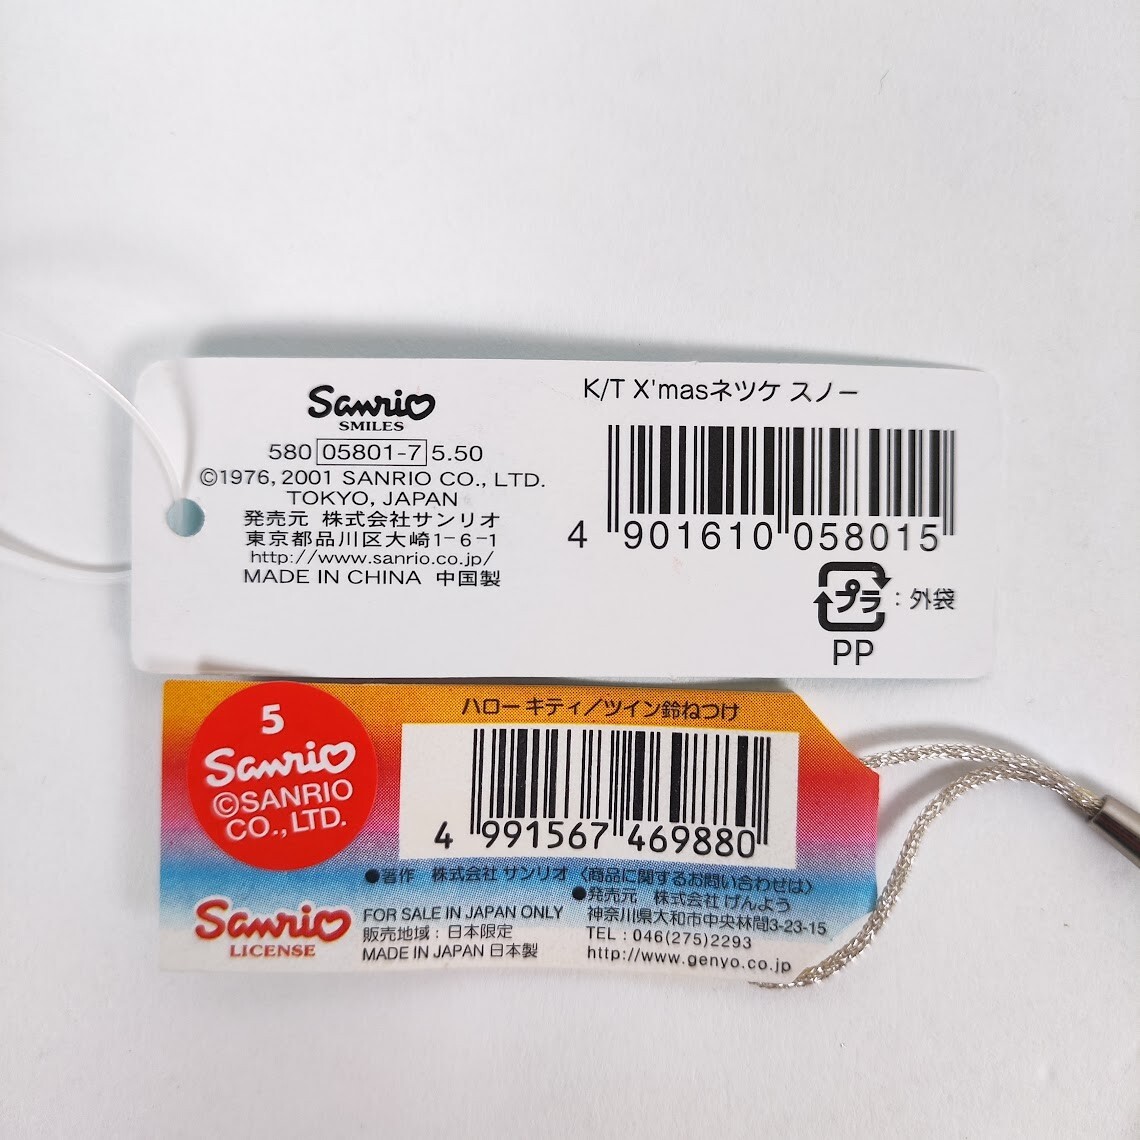 Sanrio
SMILES
580 05801-7 5.50
©1976, 2001 SANRIO CO., LTD.
TOKYO, JAPAN
発売元 株式会社サンリオ
東京都品川区大崎1-6-1
http://www.sanrio.co.jp/
MADE IN CHINA 中国製
K/T X'masネツケ スノー
4 901610 058015
プラ : 外袋
PP
5
Sanrio
©SANRIO
CO., LTD.
ハローキティ/ツイン鈴ねつけ
4 991567 469880
●著作 株式会社 サンリオ 〈商品に関するお問い合わせは〉
●発売元 株式会社 げんよう
神奈川県大和市中央林間3-23-15
TEL : 046(275)2293
http://www.genyo.co.jp
Sanrio
LICENSE
FOR SALE IN JAPAN ONLY
販売地域 : 日本限定
MADE IN JAPAN 日本製